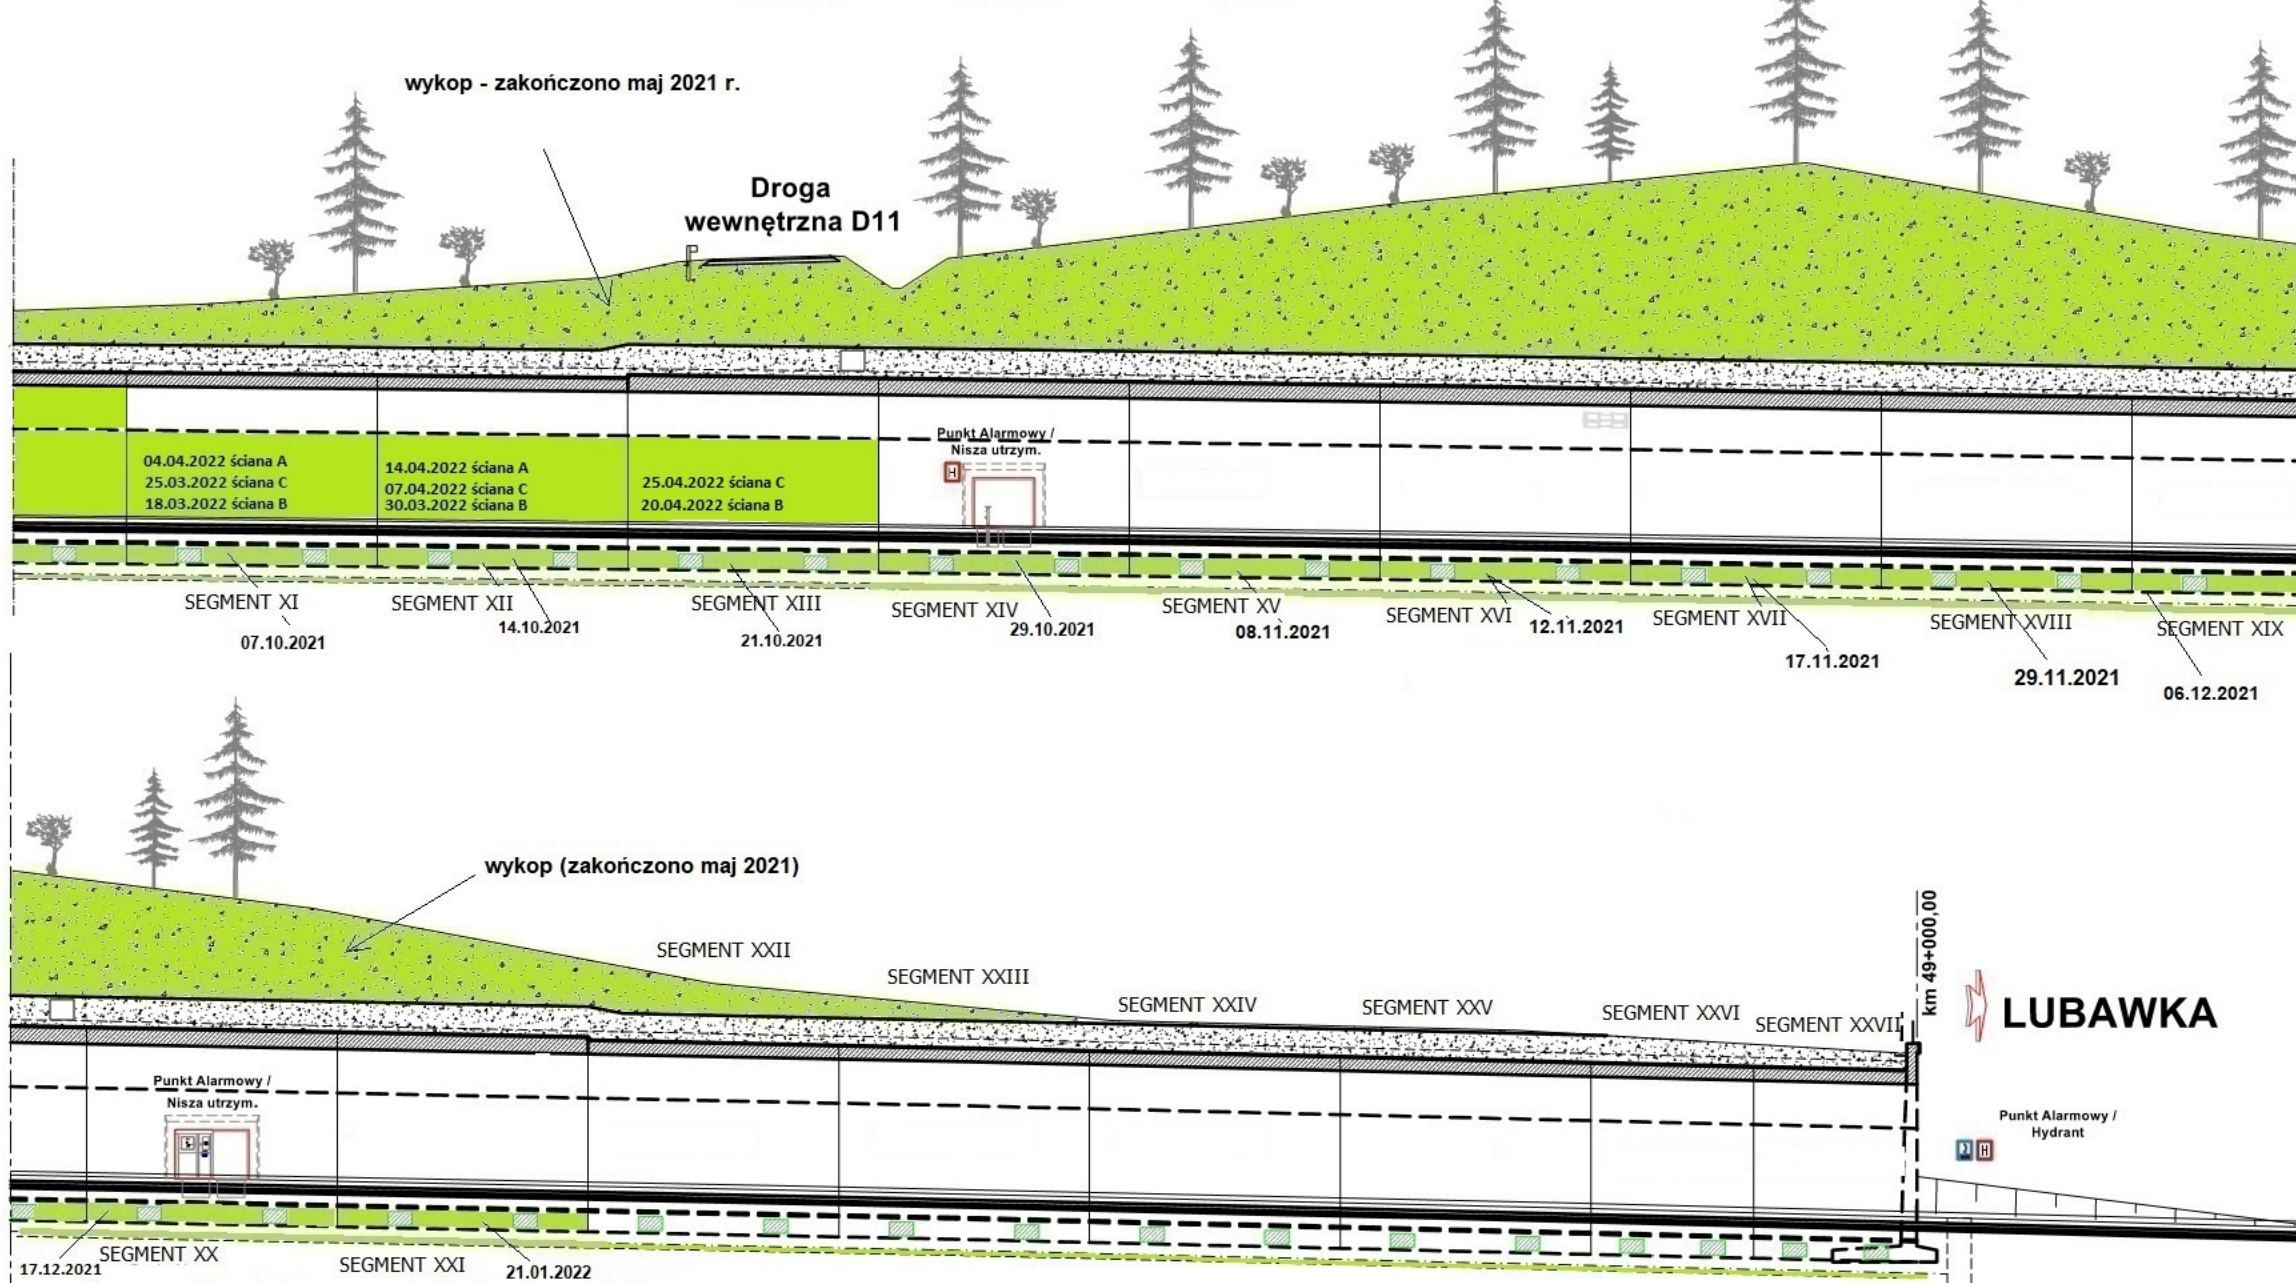 wykop - zakończono maj 2021 r.
Droga
wewnętrzna D11
Punkt Alarmowy /
Nisza utrzym.
H
04.04.2022 ściana A
25.03.2022 ściana C
18.03.2022 ściana B
14.04.2022 ściana A
07.04.2022 ściana C
30.03.2022 ściana B
25.04.2022 ściana C
20.04.2022 ściana B
SEGMENT XI
SEGMENT XII
SEGMENT XIII
SEGMENT XIV
SEGMENT XV
SEGMENT XVI
SEGMENT XVII
SEGMENT XVIII
SEGMENT XIX
07.10.2021
14.10.2021
21.10.2021
29.10.2021
08.11.2021
12.11.2021
17.11.2021
29.11.2021
06.12.2021
wykop (zakończono maj 2021)
SEGMENT XXII
SEGMENT XXIII
SEGMENT XXIV
SEGMENT XXV
SEGMENT XXVI
SEGMENT XXVII
km 49+000,00
LUBAWKA
Punkt Alarmowy /
Nisza utrzym.
Punkt Alarmowy /
Hydrant
H
17.12.2021
SEGMENT XX
SEGMENT XXI
21.01.2022